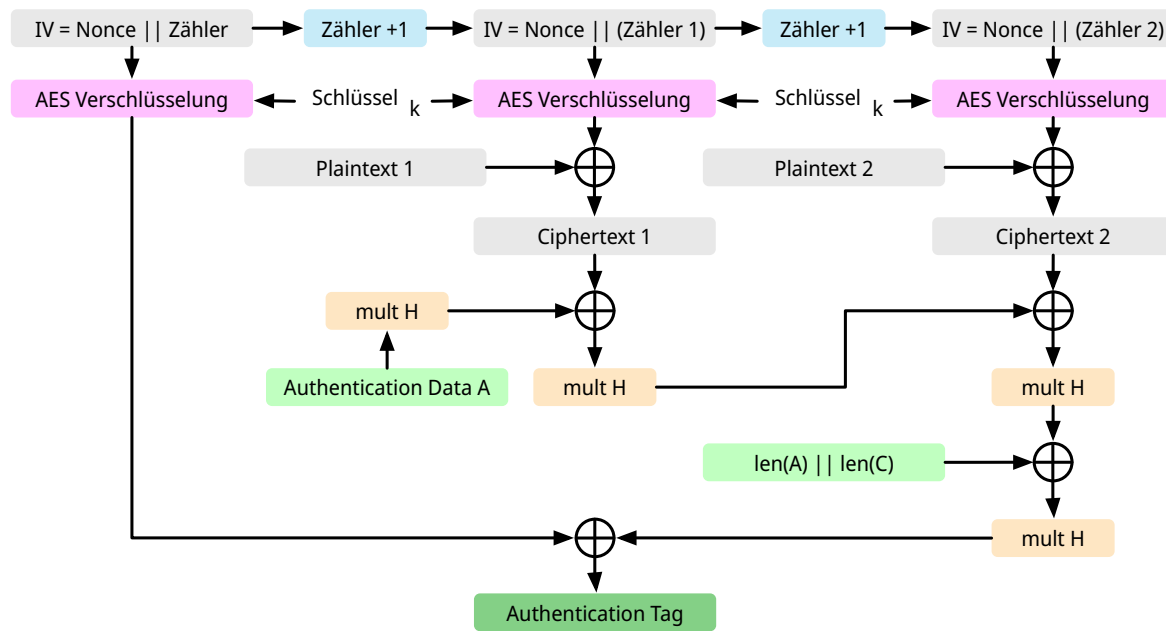 IV = Nonce || Zähler
Zähler +1
IV = Nonce || (Zähler 1)
Zähler +1
IV = Nonce || (Zähler 2)
AES Verschlüsselung
Schlüssel k
AES Verschlüsselung
Schlüssel k
AES Verschlüsselung
Plaintext 1
Plaintext 2
Ciphertext 1
Ciphertext 2
mult H
Authentication Data A
mult H
mult H
len(A) || len(C)
mult H
Authentication Tag